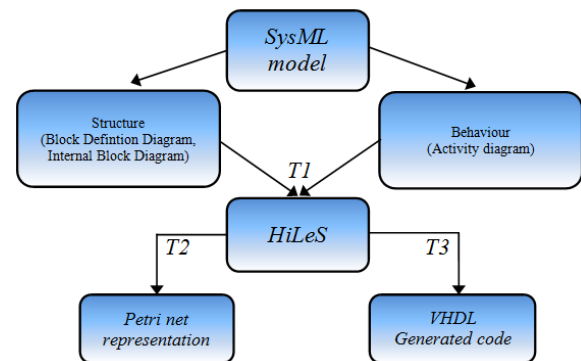 SysML
model
Structure
(Block Defintion Diagram,
Internal Block Diagram)
Behaviour
(Activity diagram)
T1
HiLeS
T2
T3
Petri net
representation
VHDL
Generated code